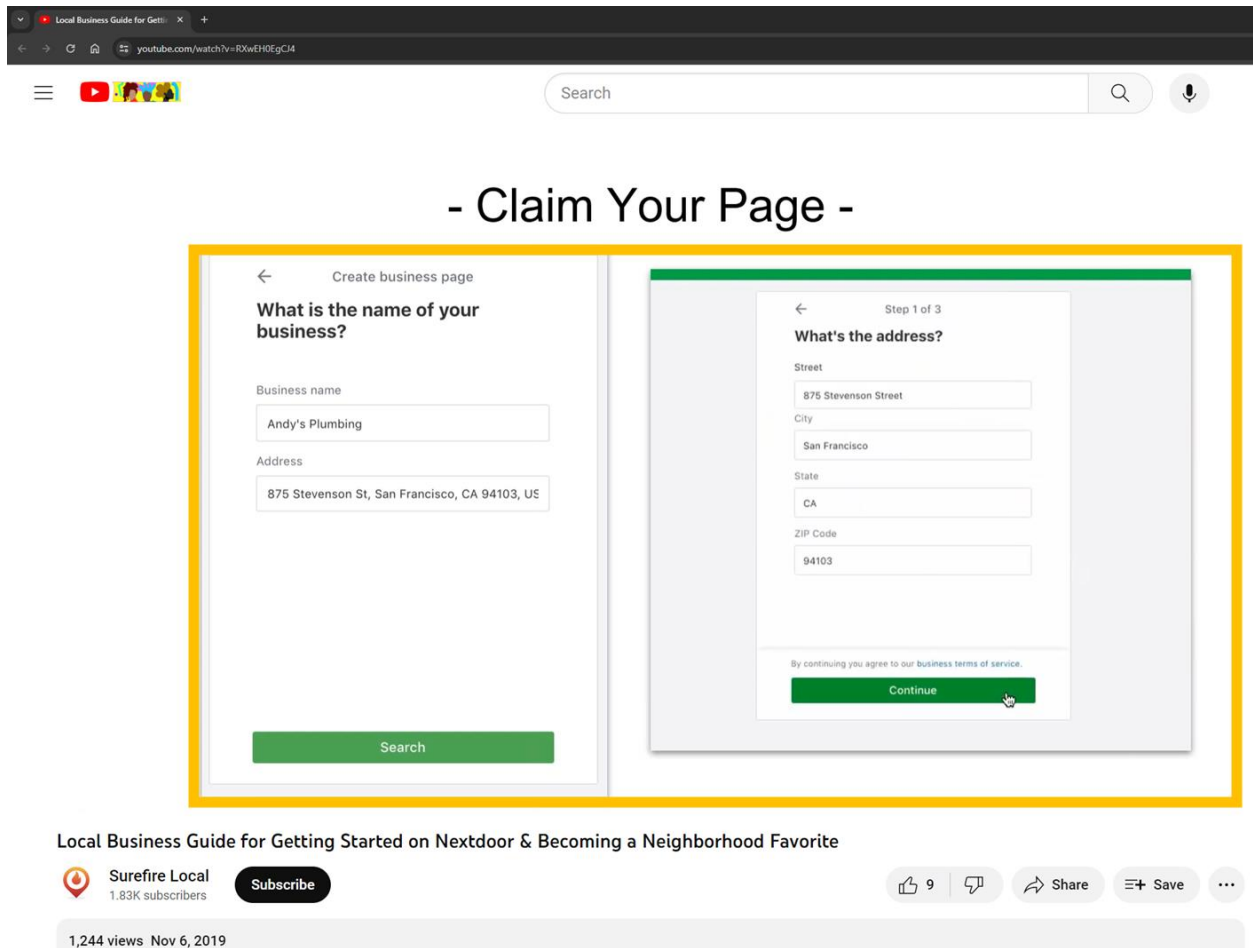 Local Business Guide for Gettin
youtube.com/watch?v=RXwEH0EgCJ4
Search
- Claim Your Page -
Create business page
What is the name of your
business?
Business name
Andy's Plumbing
Address
875 Stevenson St, San Francisco, CA 94103, US
Search
Step 1 of 3
What's the address?
Street
875 Stevenson Street
City
San Francisco
State
CA
ZIP Code
94103
By continuing you agree to our business terms of service.
Continue
Local Business Guide for Getting Started on Nextdoor & Becoming a Neighborhood Favorite
Surefire Local
1.83K subscribers
Subscribe
9
Share
Save
1,244 views Nov 6, 2019